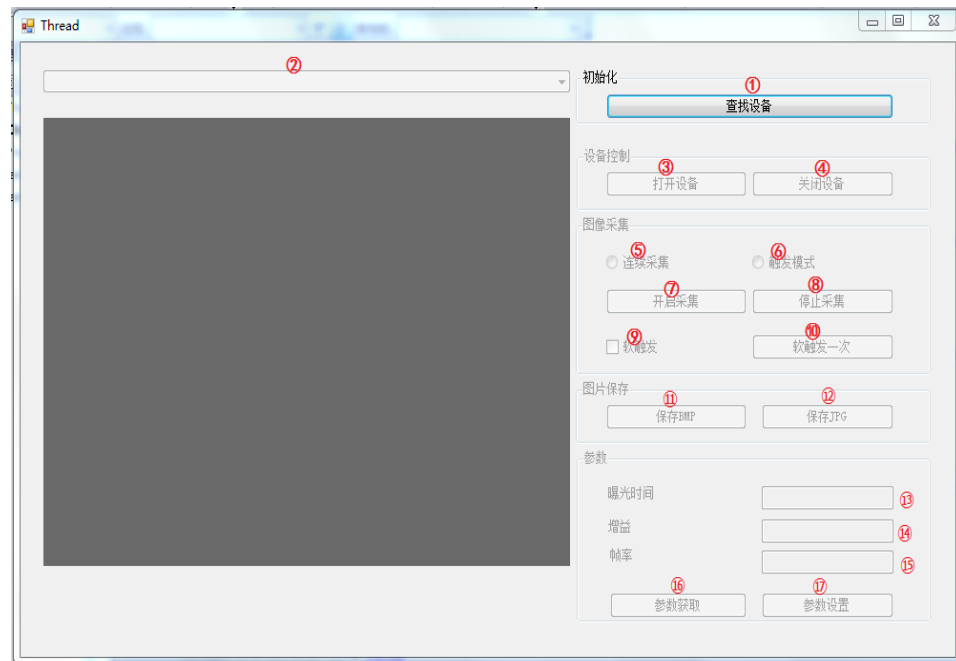 Thread
②
初始化
①
查找设备
设备控制
③ ④
打开设备 关闭设备
图像采集
⑤ ⑥
连续采集 触发模式
⑦ ⑧
开启采集 停止采集
⑨ ⑩
软触发 软触发一次
图片保存
⑪ ⑫
保存BMP 保存JPG
参数
曝光时间 ⑬
增益 ⑭
帧率 ⑮
⑯ ⑰
参数获取 参数设置